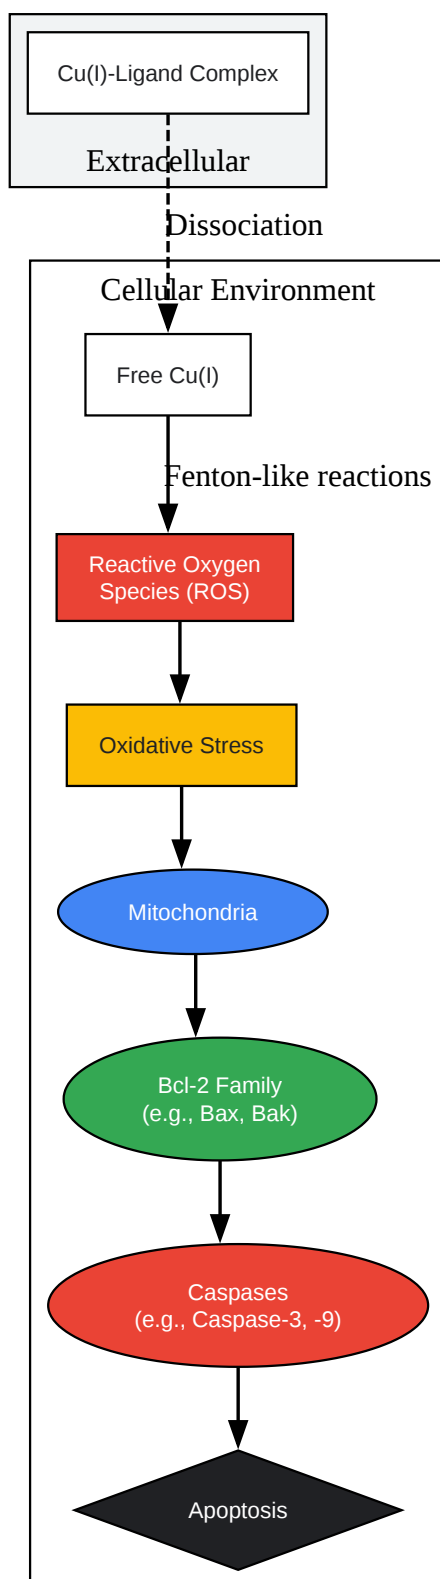 Cu(I)-Ligand Complex
Extracellular
Dissociation
Cellular Environment
Free Cu(I)
Fenton-like reactions
Reactive Oxygen
Species (ROS)
Oxidative Stress
Mitochondria
Bcl-2 Family
(e.g., Bax, Bak)
Caspases
(e.g., Caspase-3, -9)
Apoptosis